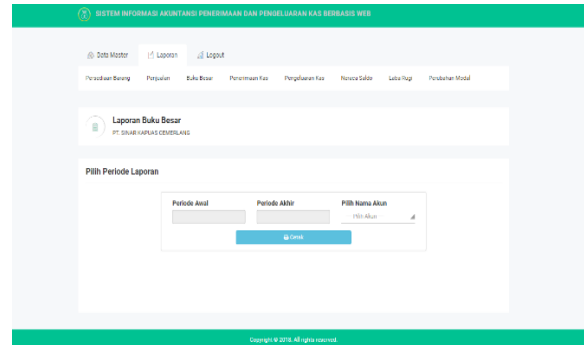 SISTEM INFORMASI AKUNTANSI PENERIMAAN DAN PENGELUARAN KAS BERBASIS WEB
Data Master Laporan Logout
Persediaan Barang Penjualan Buku Besar Penerimaan Kas Pengeluaran Kas Neraca Saldo Laba Rugi Perubahan Modal
Laporan Buku Besar
PT. SINAR KAPUAS CEMERLANG
Pilih Periode Laporan
Periode Awal Periode Akhir Pilih Nama Akun
Pilih Akun
Cetak
Copyright © 2018. All rights reserved.